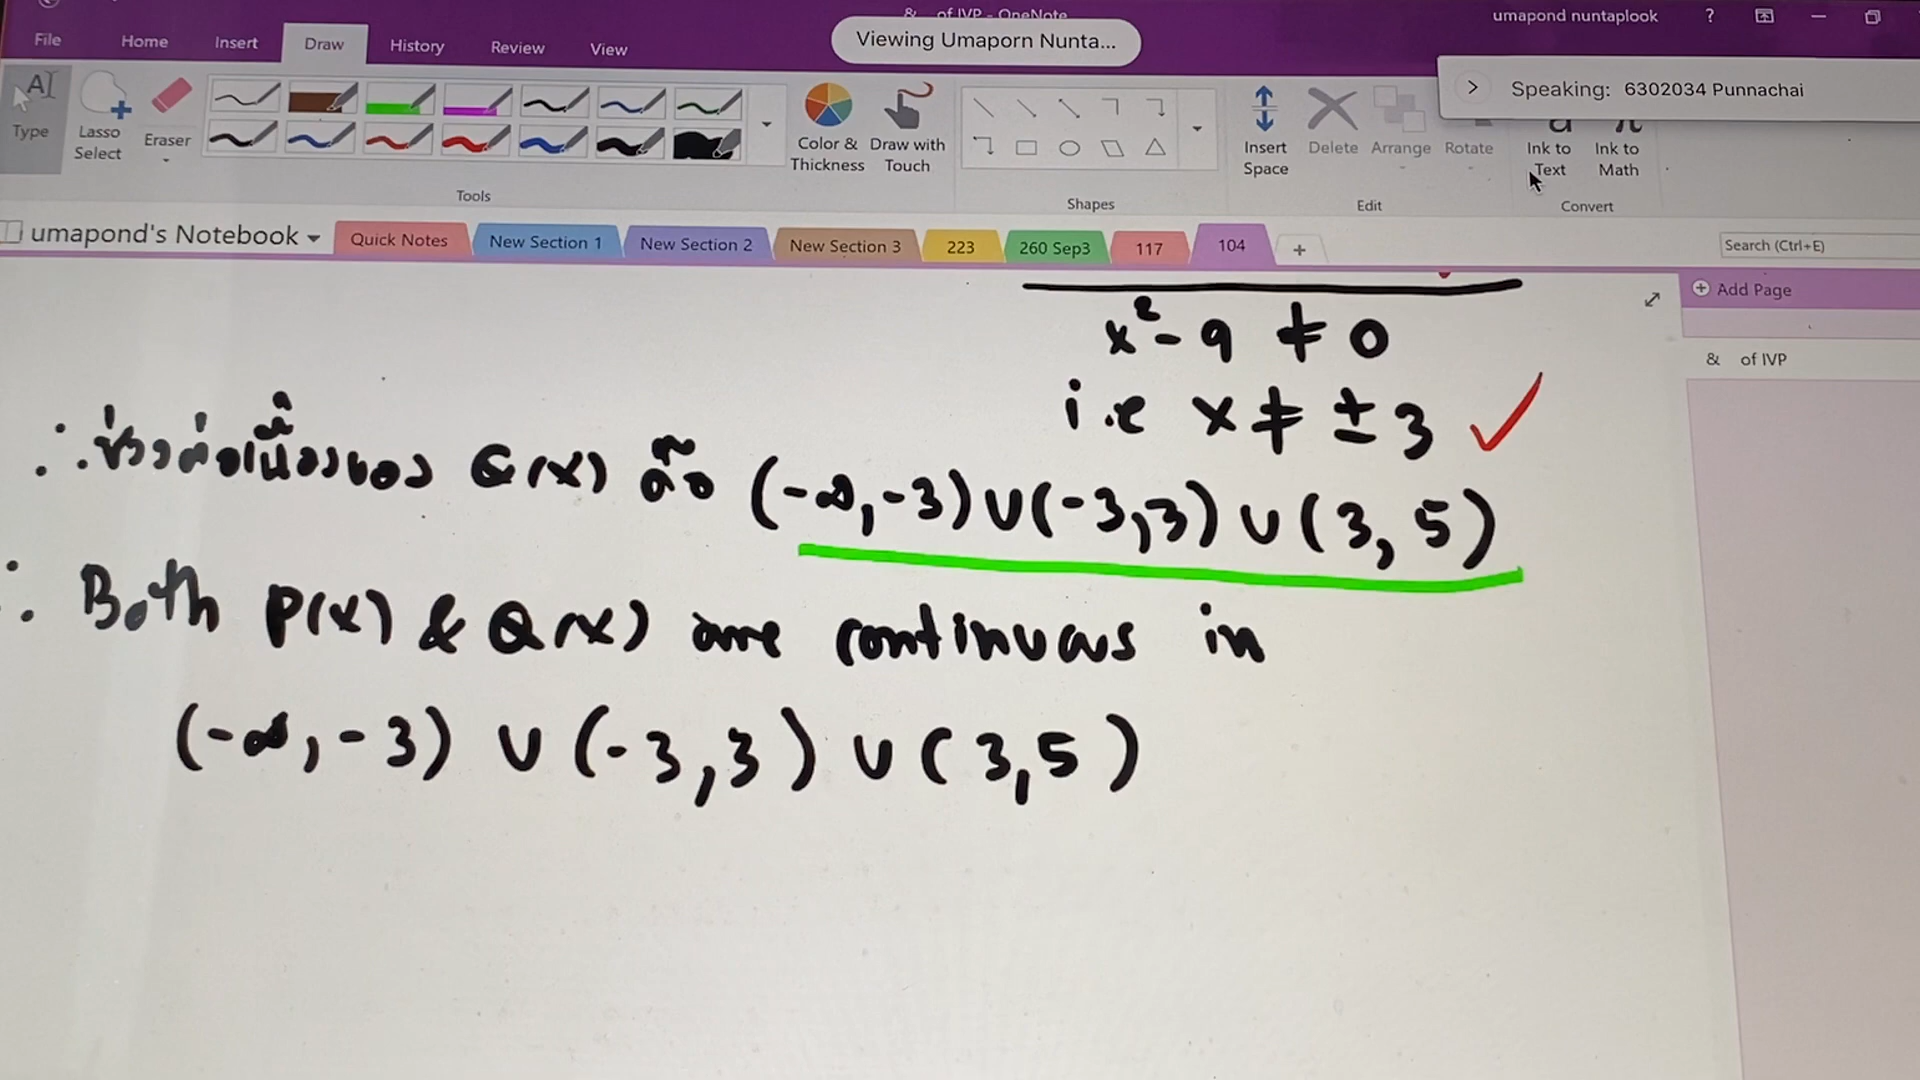 & of IVP - OneNote
umapond nuntaplook
?
Viewing Umaporn Nunta...
File Home Insert Draw History Review View
> Speaking: 6302034 Punnachai
Type
Lasso Select
Eraser
Color & Thickness
Draw with Touch
Insert Space
Delete
Arrange
Rotate
Ink to Text
Ink to Math
Tools
Shapes
Edit
Convert
umapond's Notebook
Quick Notes New Section 1 New Section 2 New Section 3 223 260 Sep3 117 104 +
Search (Ctrl+E)
Add Page
& of IVP
x² - 9 ≠ 0
i.e x ≠ ± 3 ✓
∴ ช่วงต่อเนื่องของ Q(x) คือ (-∞, -3) ∪ (-3, 3) ∪ (3, 5)
∴ Both P(x) & Q(x) are continuous in
(-∞, -3) ∪ (-3, 3) ∪ (3, 5)